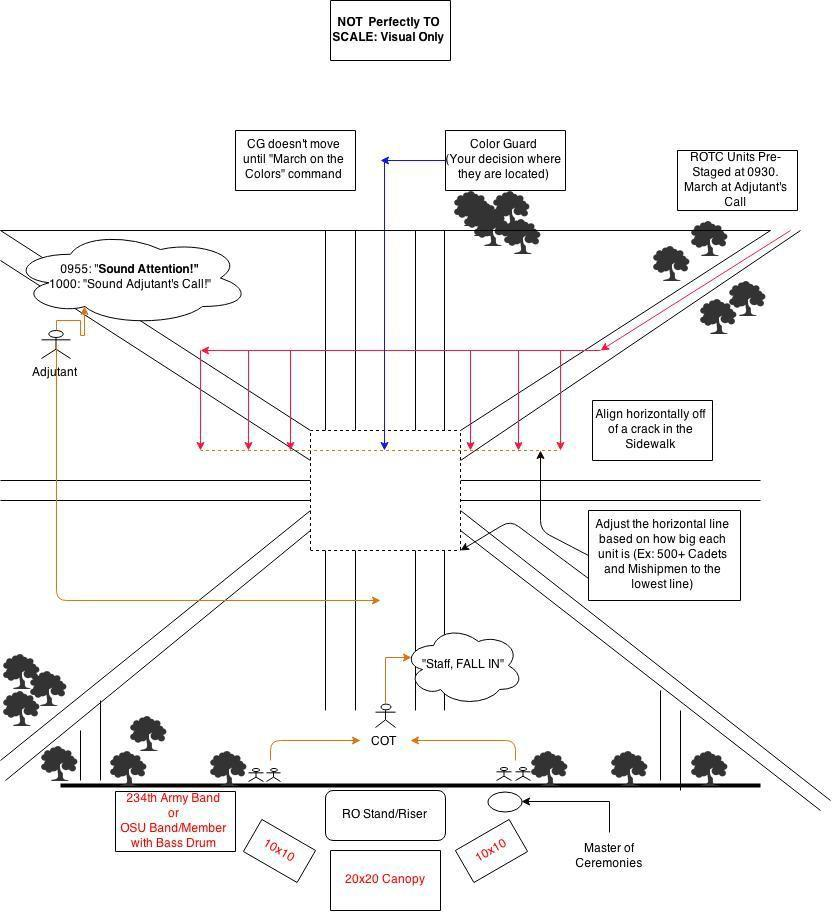 NOT Perfectly TO
SCALE: Visual Only
CG doesn't move
until "March on the
Colors" command
Color Guard
(Your decision where
they are located)
ROTC Units Pre-
Staged at 0930.
March at Adjutant's
Call
0955: "Sound Attention!"
1000: "Sound Adjutant's Call!"
Adjutant
Align horizontally off
of a crack in the
Sidewalk
Adjust the horizontal line
based on how big each
unit is (Ex: 500+ Cadets
and Mishipmen to the
lowest line)
"Staff, FALL IN"
COT
234th Army Band
or
OSU Band/Member
with Bass Drum
RO Stand/Riser
10x10
10x10
20x20 Canopy
Master of
Ceremonies